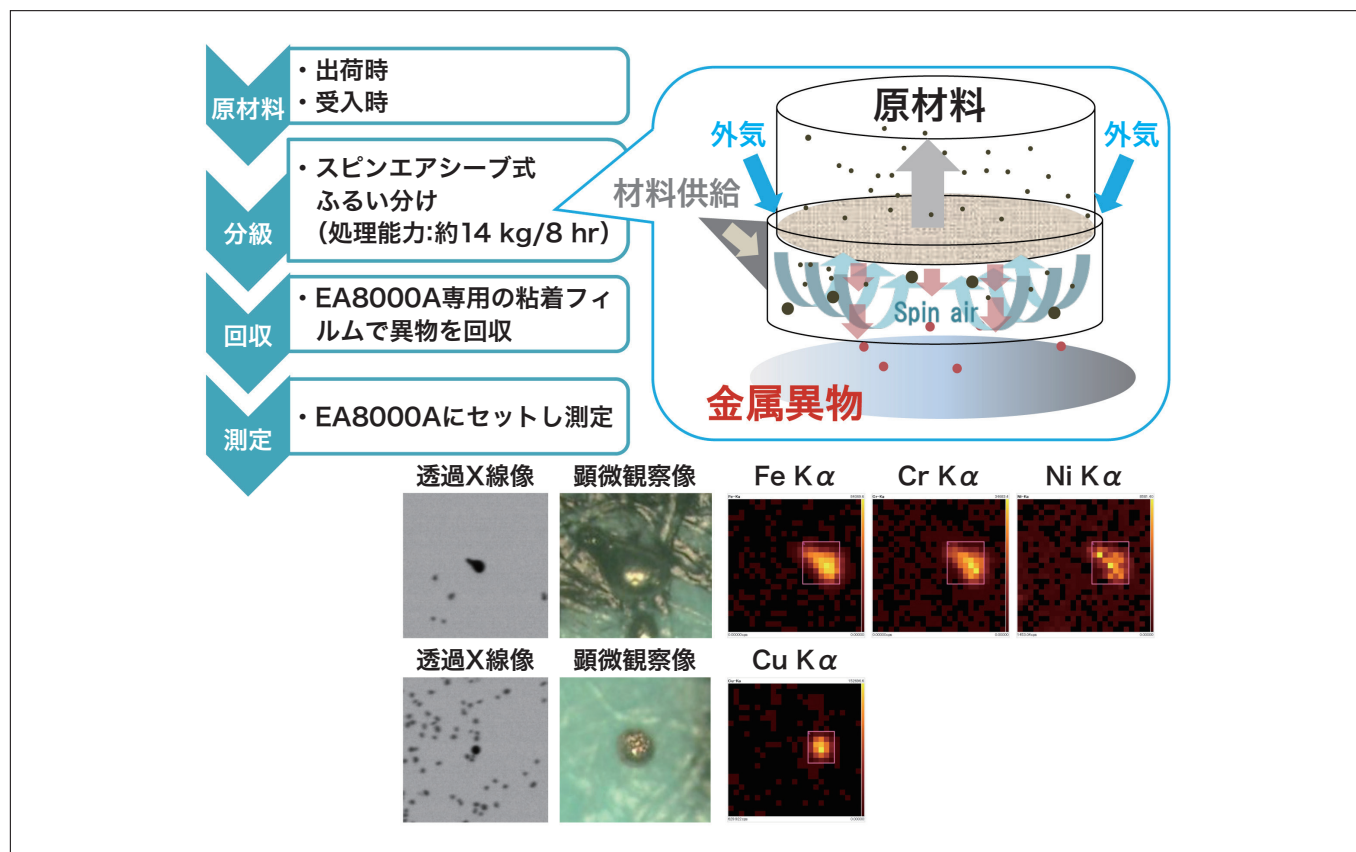 原材料
・出荷時
・受入時
分級
・スピンエアシーブ式
ふるい分け
（処理能力:約14 kg/8 hr）
回収
・EA8000A専用の粘着フィ
ルムで異物を回収
測定
・EA8000Aにセットし測定
原材料
外気
外気
材料供給
Spin air
金属異物
透過X線像
顕微観察像
Fe Kα
Cr Kα
Ni Kα
透過X線像
顕微観察像
Cu Kα